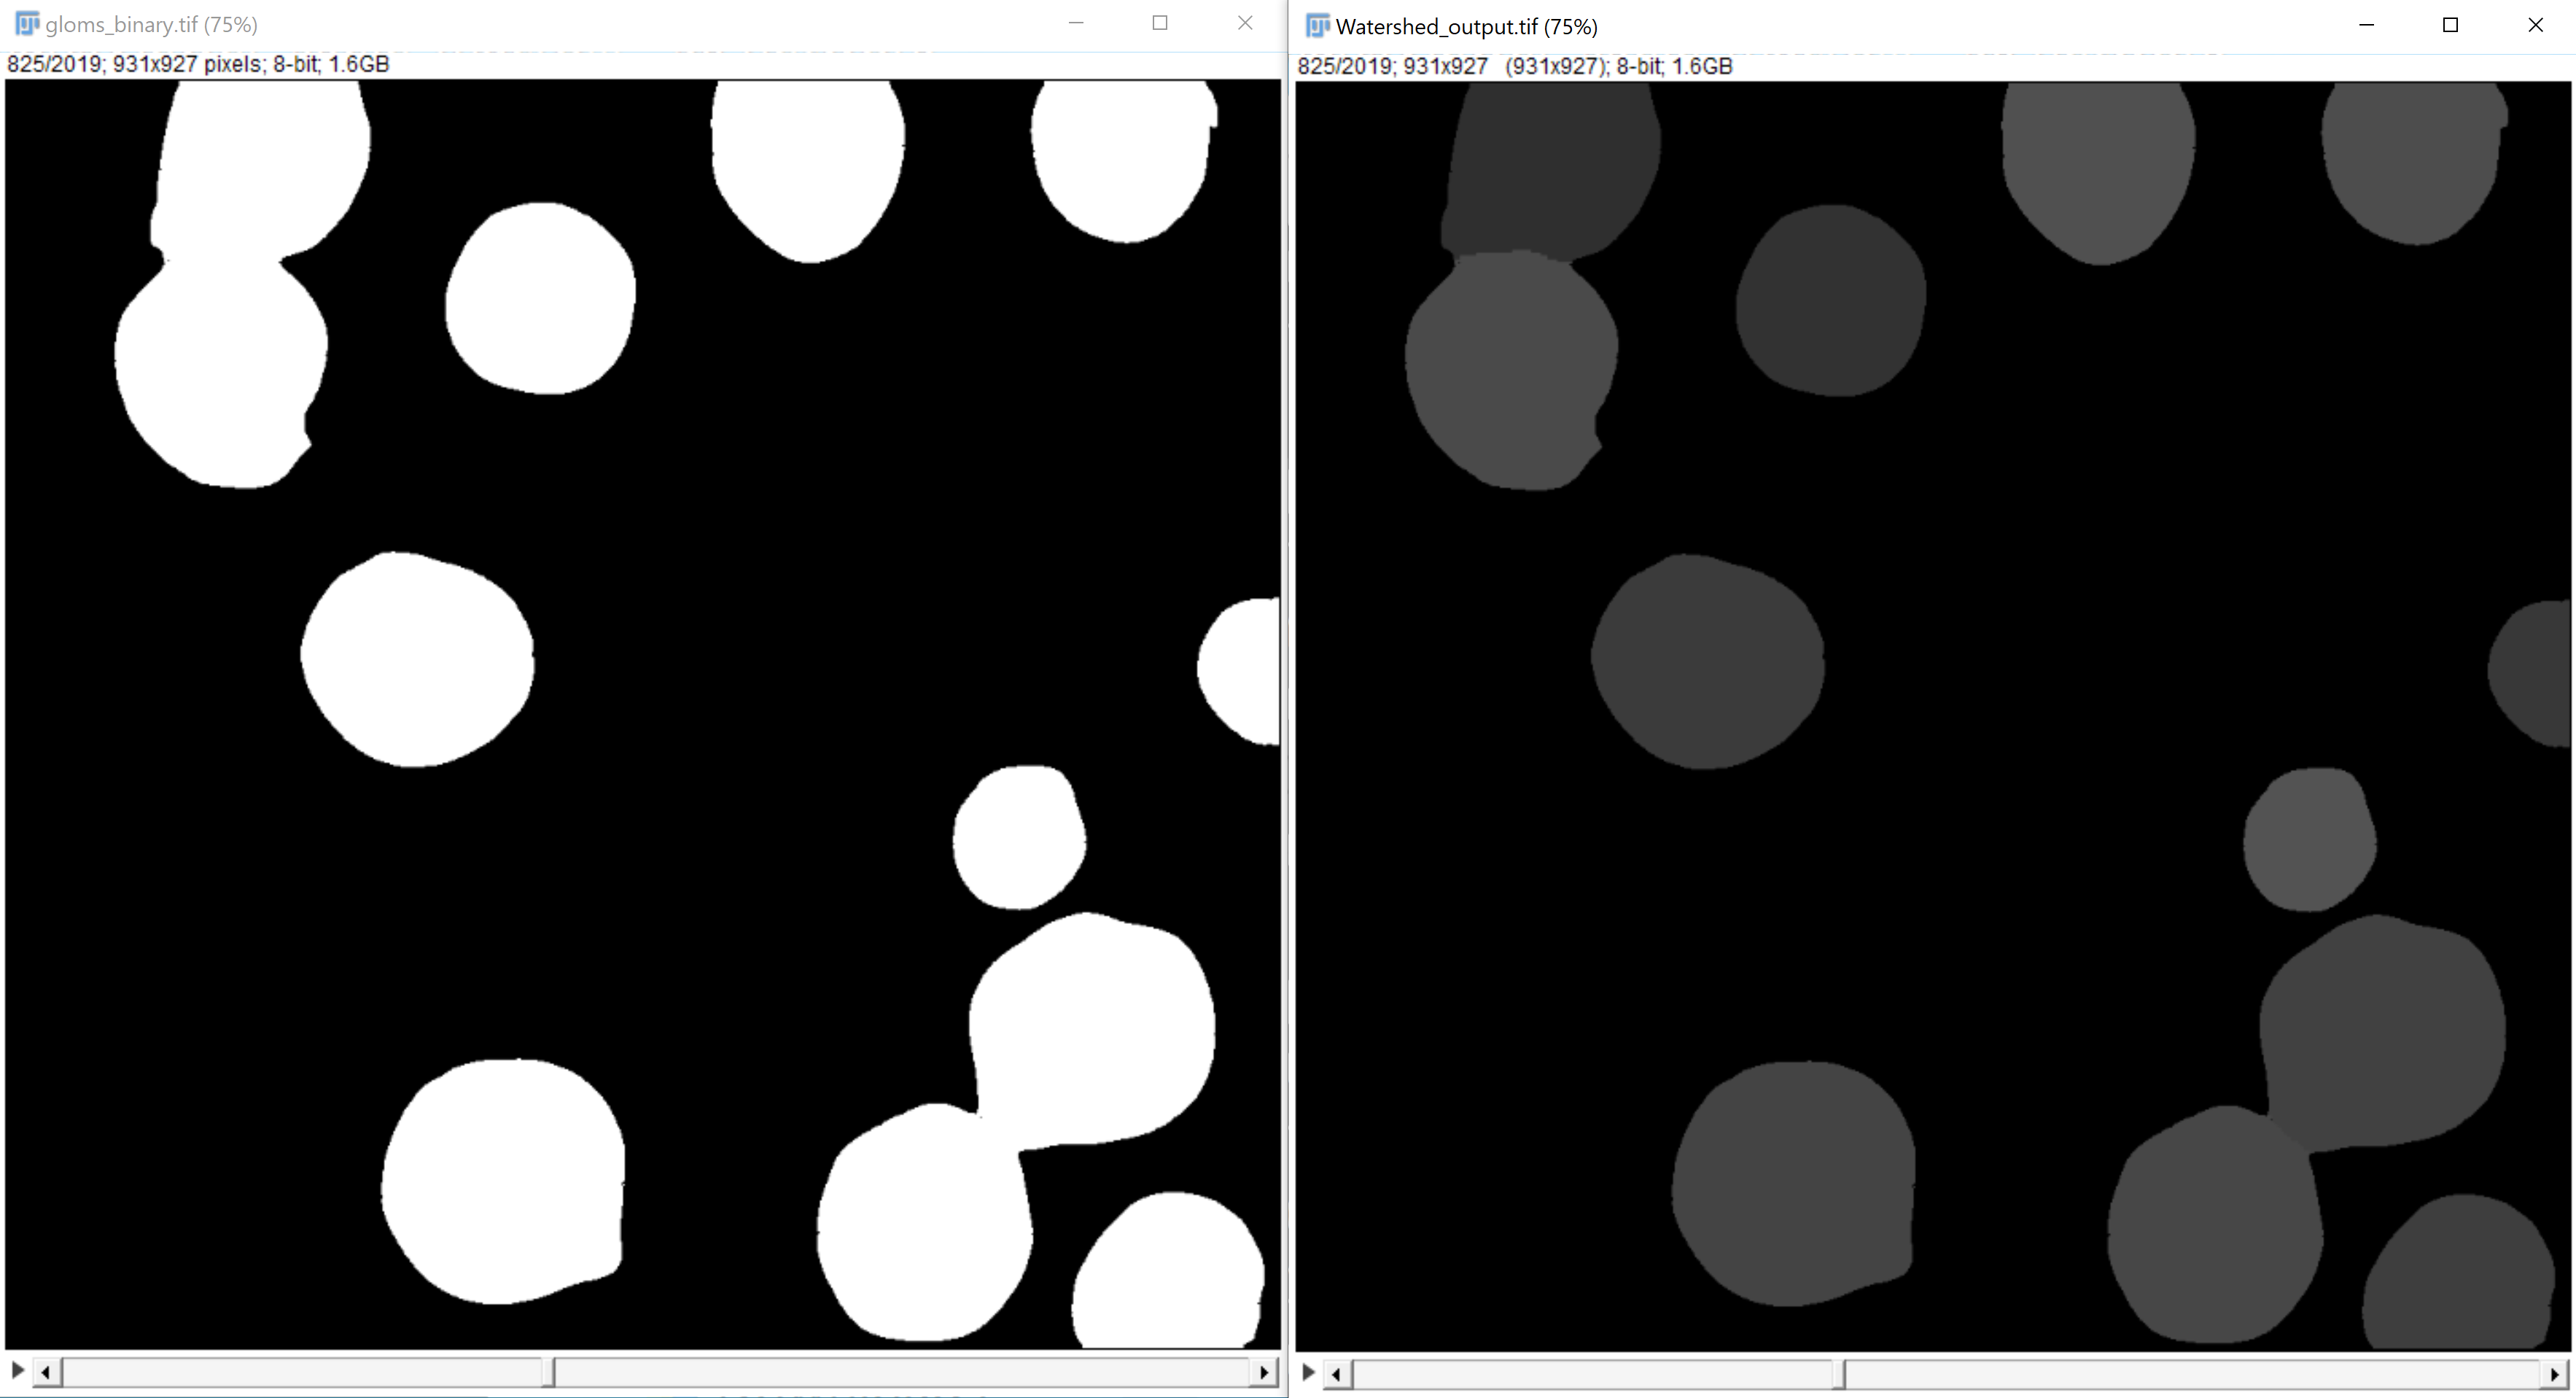 gloms_binary.tif (75%)
825/2019; 931x927 pixels; 8-bit; 1.6GB
Watershed_output.tif (75%)
825/2019; 931x927 (931x927); 8-bit; 1.6GB